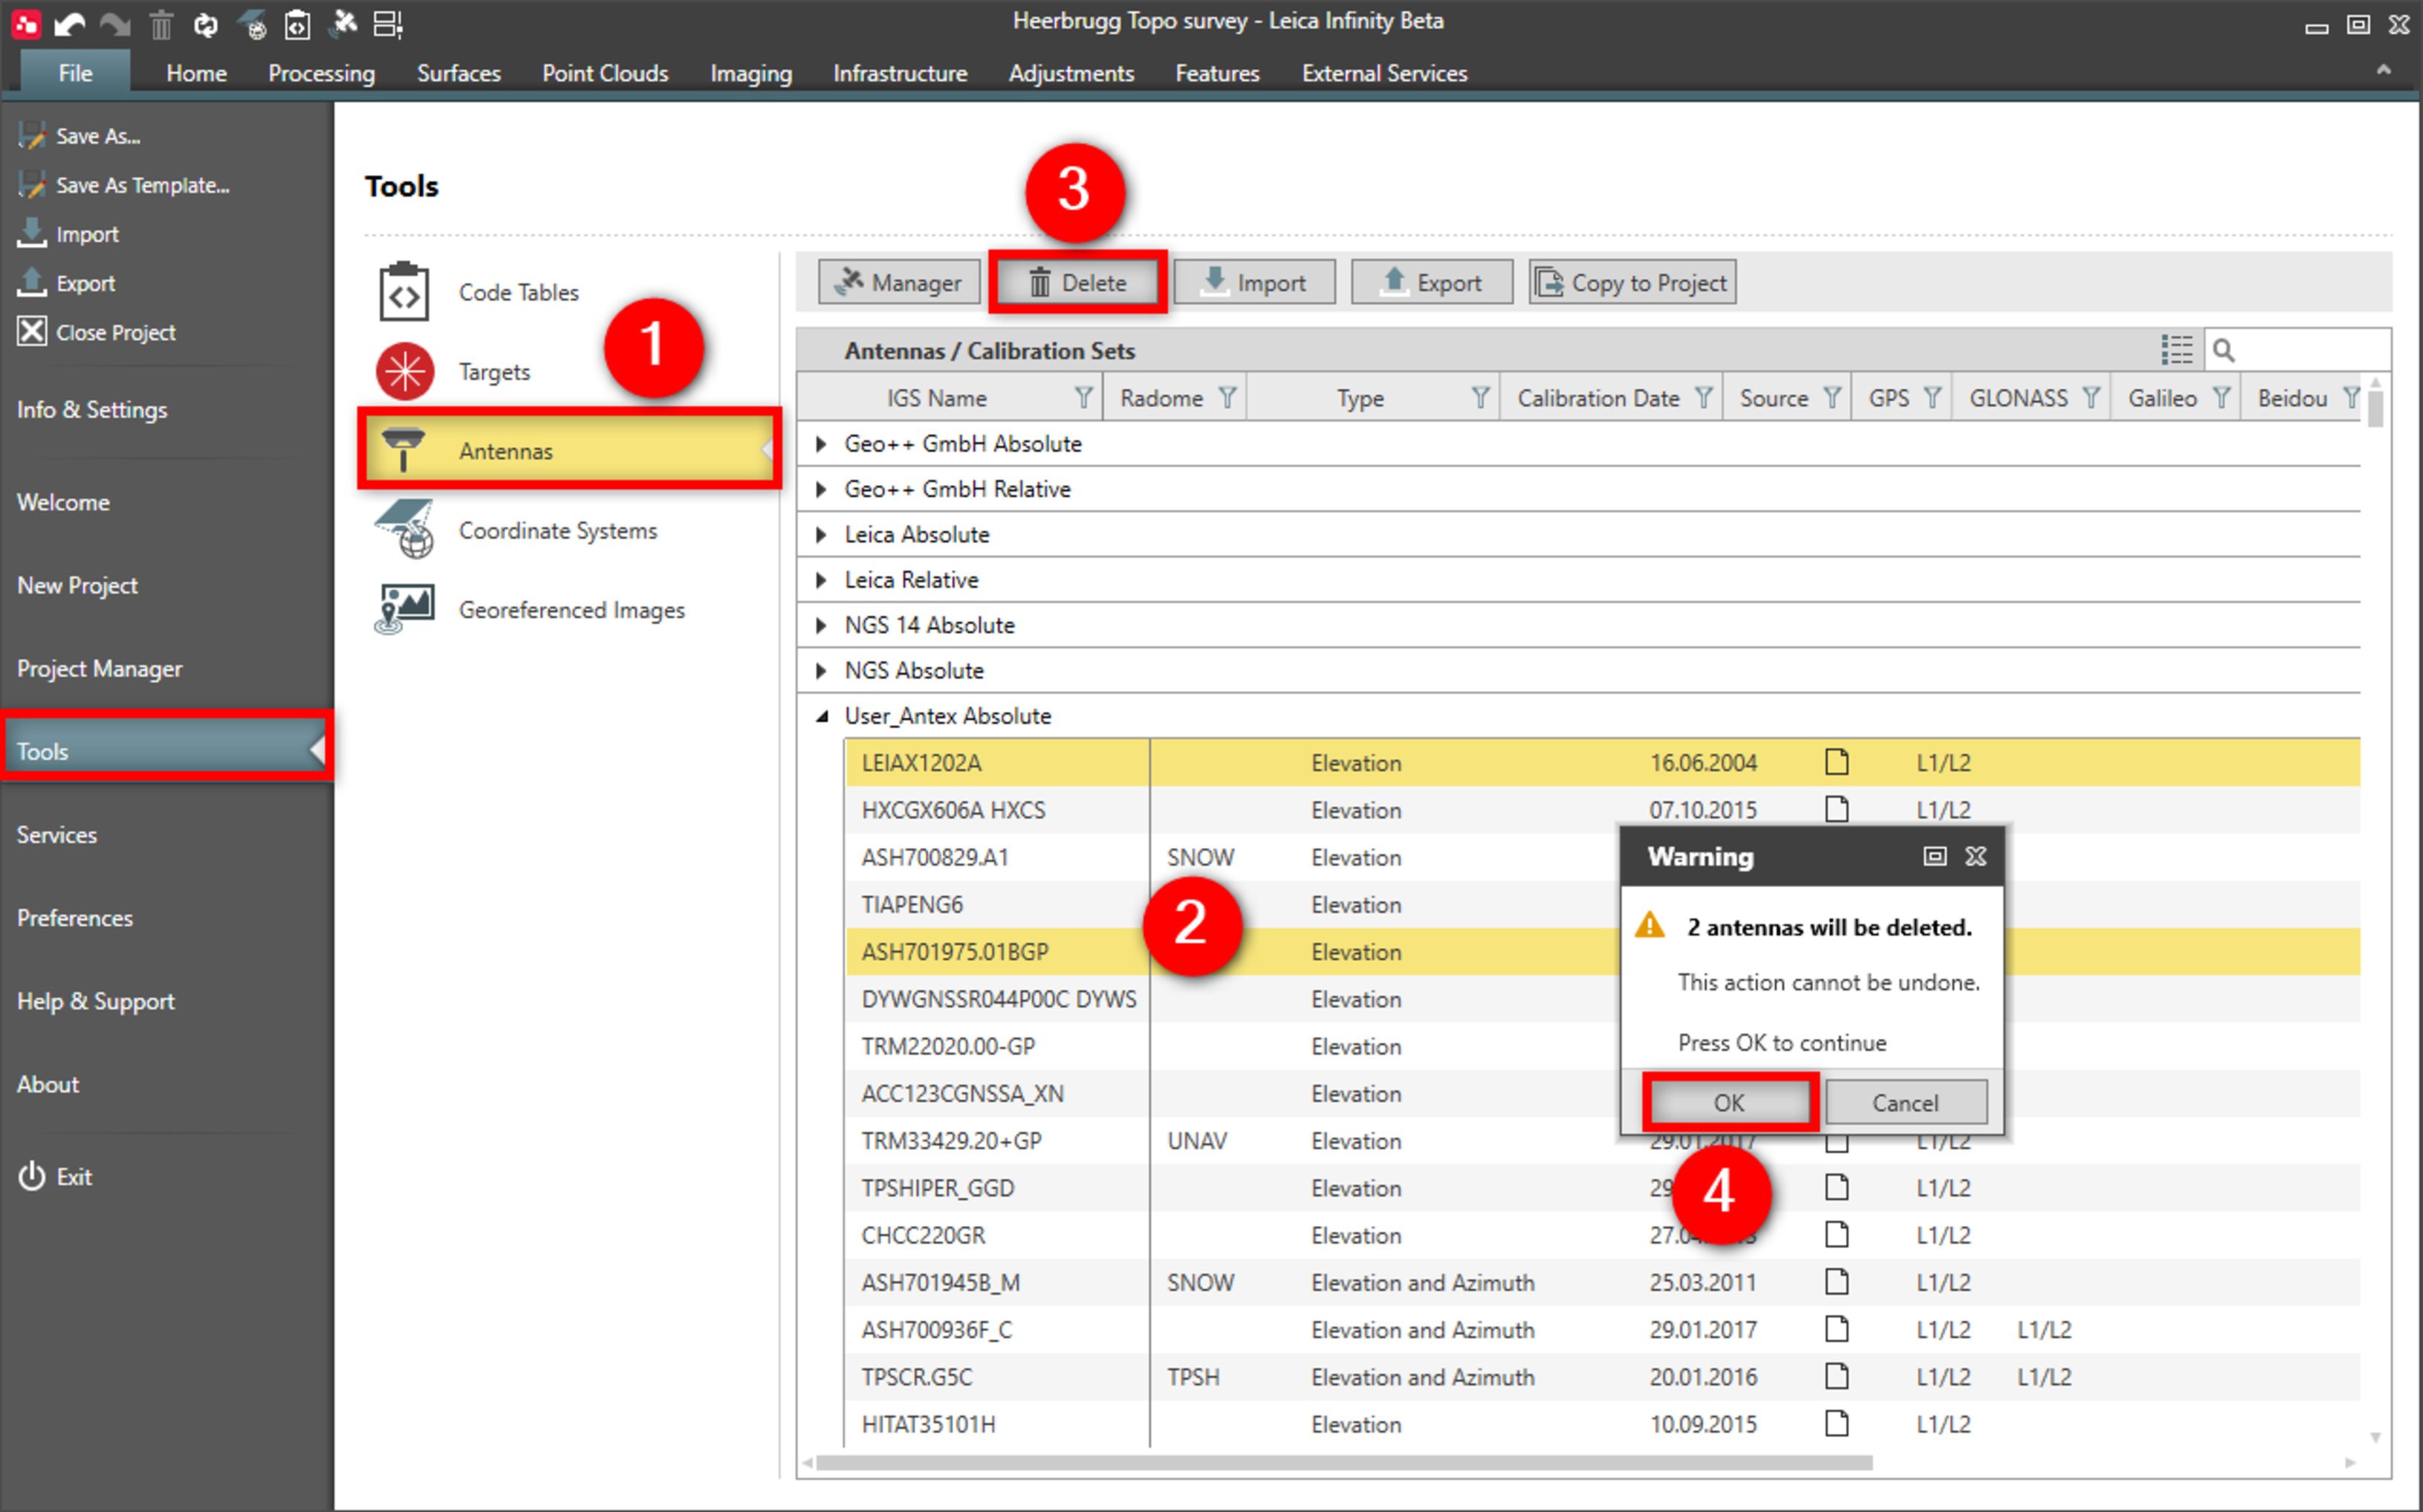 Heerbrugg Topo survey - Leica Infinity Beta
File Home Processing Surfaces Point Clouds Imaging Infrastructure Adjustments Features External Services
Save As...
Save As Template...
Import
Export
Close Project
Info & Settings
Welcome
New Project
Project Manager
Tools
Services
Preferences
Help & Support
About
Exit
Tools
3
Code Tables
1
Targets
Antennas
Coordinate Systems
Georeferenced Images
Manager Delete Import Export Copy to Project
Antennas / Calibration Sets
IGS Name Radome Type Calibration Date Source GPS GLONASS Galileo Beidou
Geo++ GmbH Absolute
Geo++ GmbH Relative
Leica Absolute
Leica Relative
NGS 14 Absolute
NGS Absolute
User_Antex Absolute
LEIAX1202A Elevation 16.06.2004 L1/L2
HXCGX606A HXCS Elevation 07.10.2015 L1/L2
ASH700829.A1 SNOW Elevation
TIAPENG6 Elevation
2
ASH701975.01BGP Elevation
DYWGNSSR044P00C DYWS Elevation
TRM22020.00-GP Elevation
ACC123CGNSSA_XN Elevation
TRM33429.20+GP UNAV Elevation 29.01.2017 L1/L2
TPSHIPER_GGD Elevation 29 L1/L2
CHCC220GR Elevation 27.0 L1/L2
ASH701945B_M SNOW Elevation and Azimuth 25.03.2011 L1/L2
ASH700936F_C Elevation and Azimuth 29.01.2017 L1/L2 L1/L2
TPSCR.G5C TPSH Elevation and Azimuth 20.01.2016 L1/L2 L1/L2
HITAT35101H Elevation 10.09.2015 L1/L2
Warning
2 antennas will be deleted.
This action cannot be undone.
Press OK to continue
OK Cancel
4